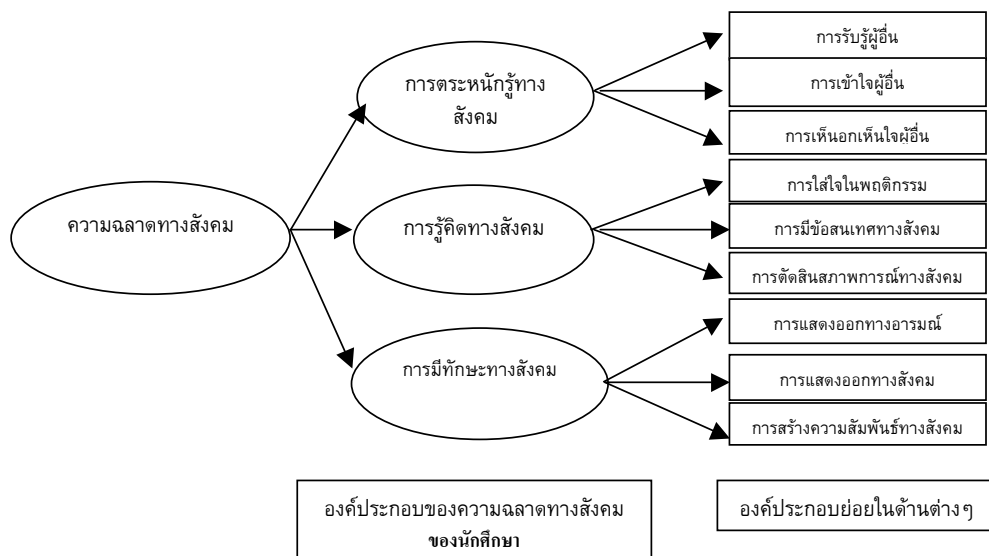 การรับรู้ผู้อื่น
การตระหนักรู้ทาง
สังคม
การเข้าใจผู้อื่น
การเห็นอกเห็นใจผู้อื่น
ความฉลาดทางสังคม
การรู้คิดทางสังคม
การใส่ใจในพฤติกรรม
การมีข้อสนเทศทางสังคม
การตัดสินสภาพการณ์ทางสังคม
การมีทักษะทางสังคม
การแสดงออกทางอารมณ์
การแสดงออกทางสังคม
การสร้างความสัมพันธ์ทางสังคม
องค์ประกอบของความฉลาดทางสังคม
ของนักศึกษา
องค์ประกอบย่อยในด้านต่างๆ